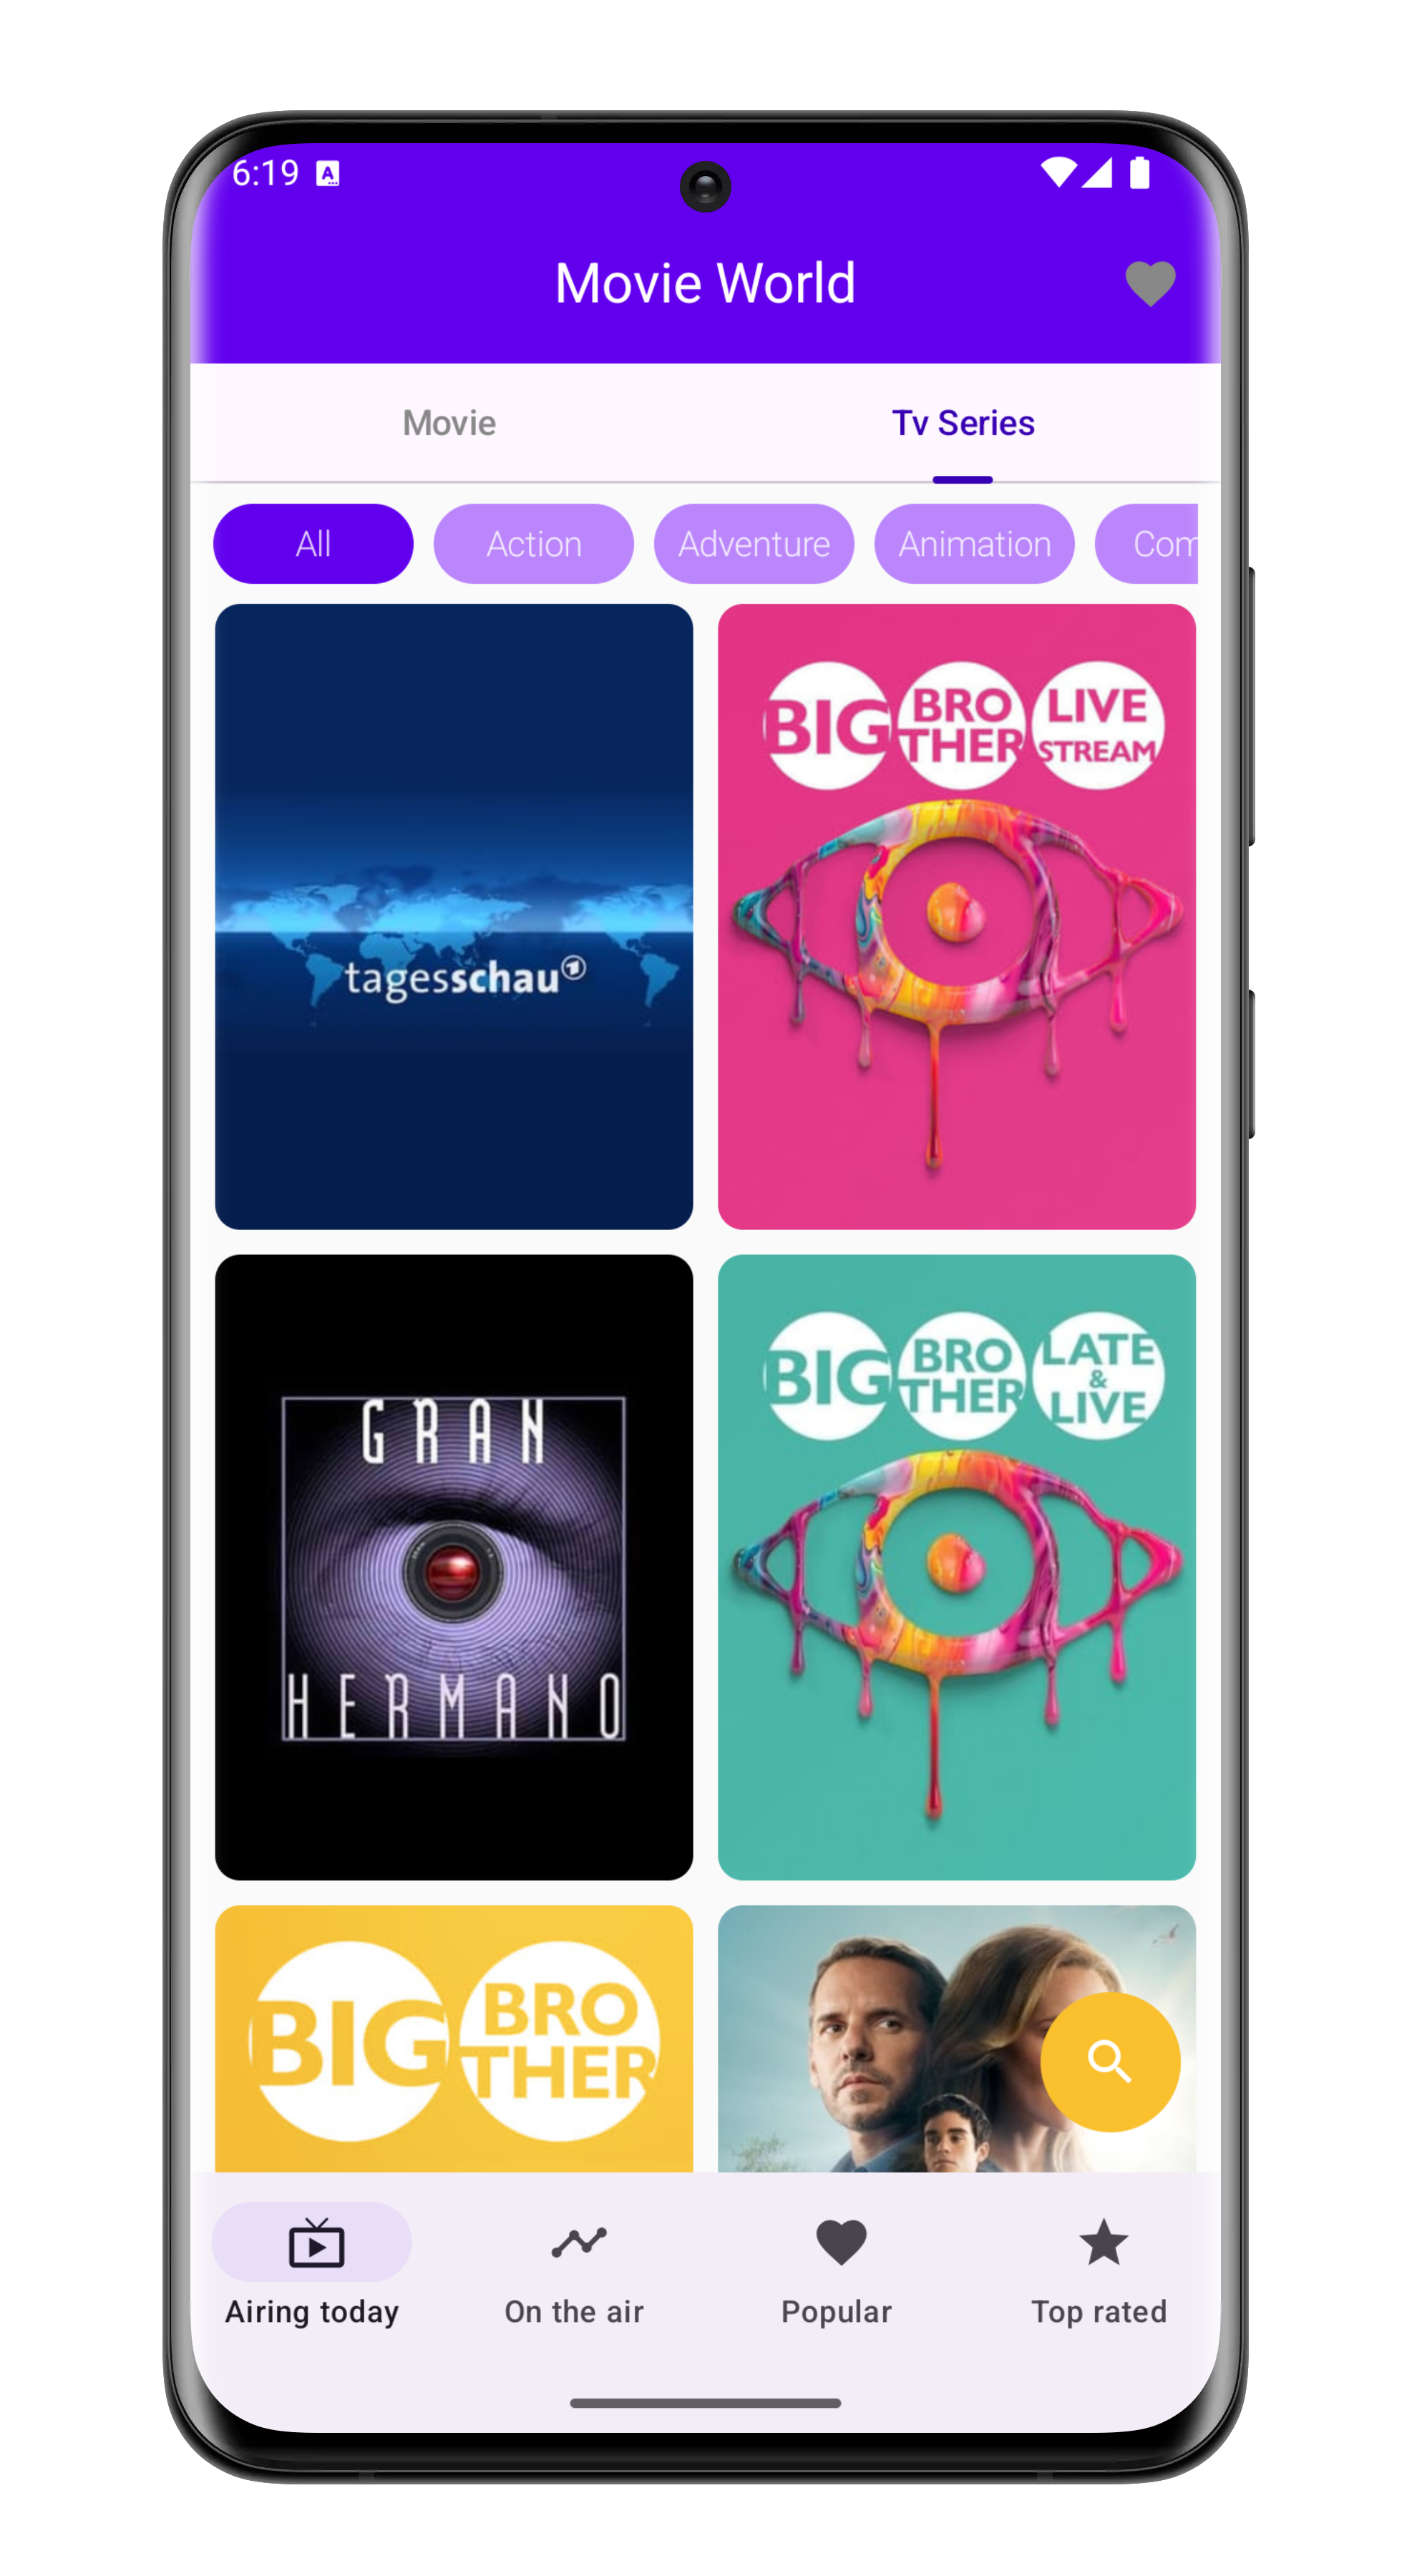 6:19
Movie World
Movie
Tv Series
All
Action
Adventure
Animation
Com
tagesschau
BIG
BRO
THER
LIVE
STREAM
GRAN
HERMANO
BIG
BRO
THER
LATE
&
LIVE
BIG
BRO
THER
Airing today
On the air
Popular
Top rated